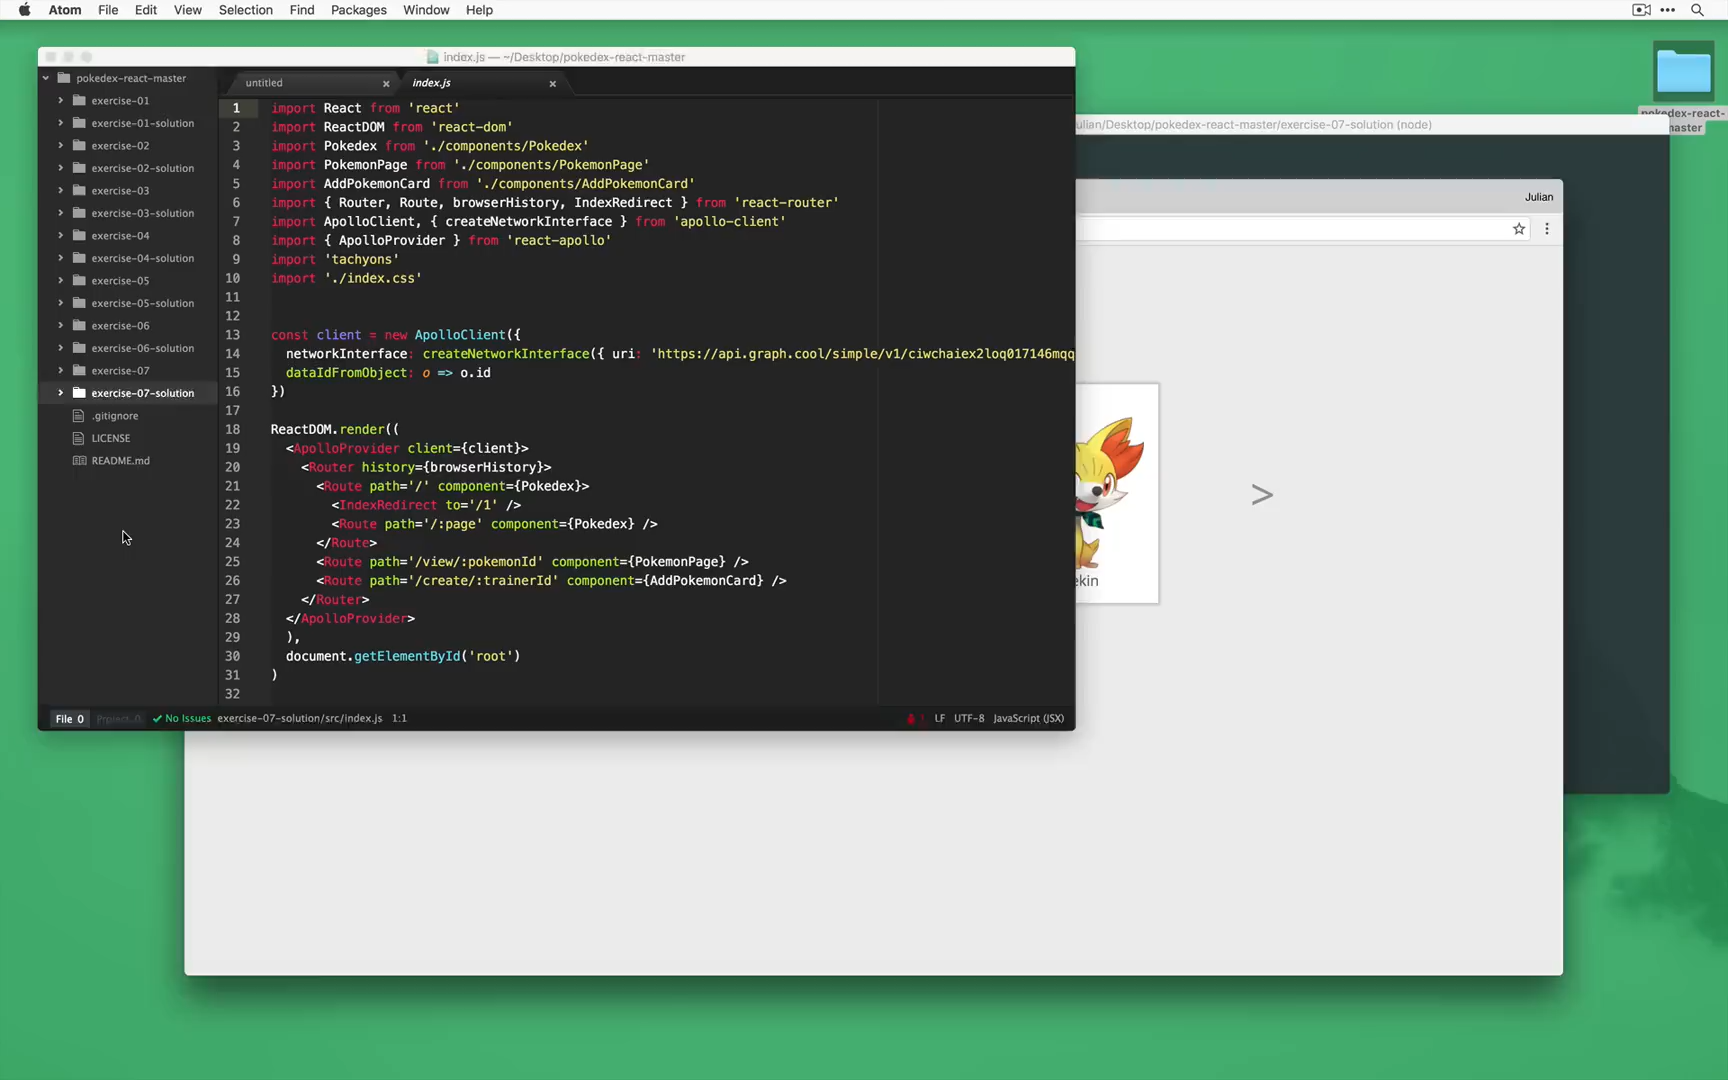 Atom File Edit View Selection Find Packages Window Help
index.js — ~/Desktop/pokedex-react-master
pokedex-react-master
exercise-01
exercise-01-solution
exercise-02
exercise-02-solution
exercise-03
exercise-03-solution
exercise-04
exercise-04-solution
exercise-05
exercise-05-solution
exercise-06
exercise-06-solution
exercise-07
exercise-07-solution
.gitignore
LICENSE
README.md
untitled
index.js
1 import React from 'react'
2 import ReactDOM from 'react-dom'
3 import Pokedex from './components/Pokedex'
4 import PokemonPage from './components/PokemonPage'
5 import AddPokemonCard from './components/AddPokemonCard'
6 import { Router, Route, browserHistory, IndexRedirect } from 'react-router'
7 import ApolloClient, { createNetworkInterface } from 'apollo-client'
8 import { ApolloProvider } from 'react-apollo'
9 import 'tachyons'
10 import './index.css'
11
12
13 const client = new ApolloClient({
14 networkInterface: createNetworkInterface({ uri: 'https://api.graph.cool/simple/v1/ciwchaiex2loq017146mqq
15 dataIdFromObject: o => o.id
16 })
17
18 ReactDOM.render((
19 <ApolloProvider client={client}>
20 <Router history={browserHistory}>
21 <Route path='/' component={Pokedex}>
22 <IndexRedirect to='/1' />
23 <Route path='/:page' component={Pokedex} />
24 </Route>
25 <Route path='/view/:pokemonId' component={PokemonPage} />
26 <Route path='/create/:trainerId' component={AddPokemonCard} />
27 </Router>
28 </ApolloProvider>
29 ),
30 document.getElementById('root')
31 )
32
File 0 Project 0 No Issues exercise-07-solution/src/index.js 1:1 LF UTF-8 JavaScript (JSX)
pokedex-react-
master
ulian/Desktop/pokedex-react-master/exercise-07-solution (node)
Julian
ekin
>